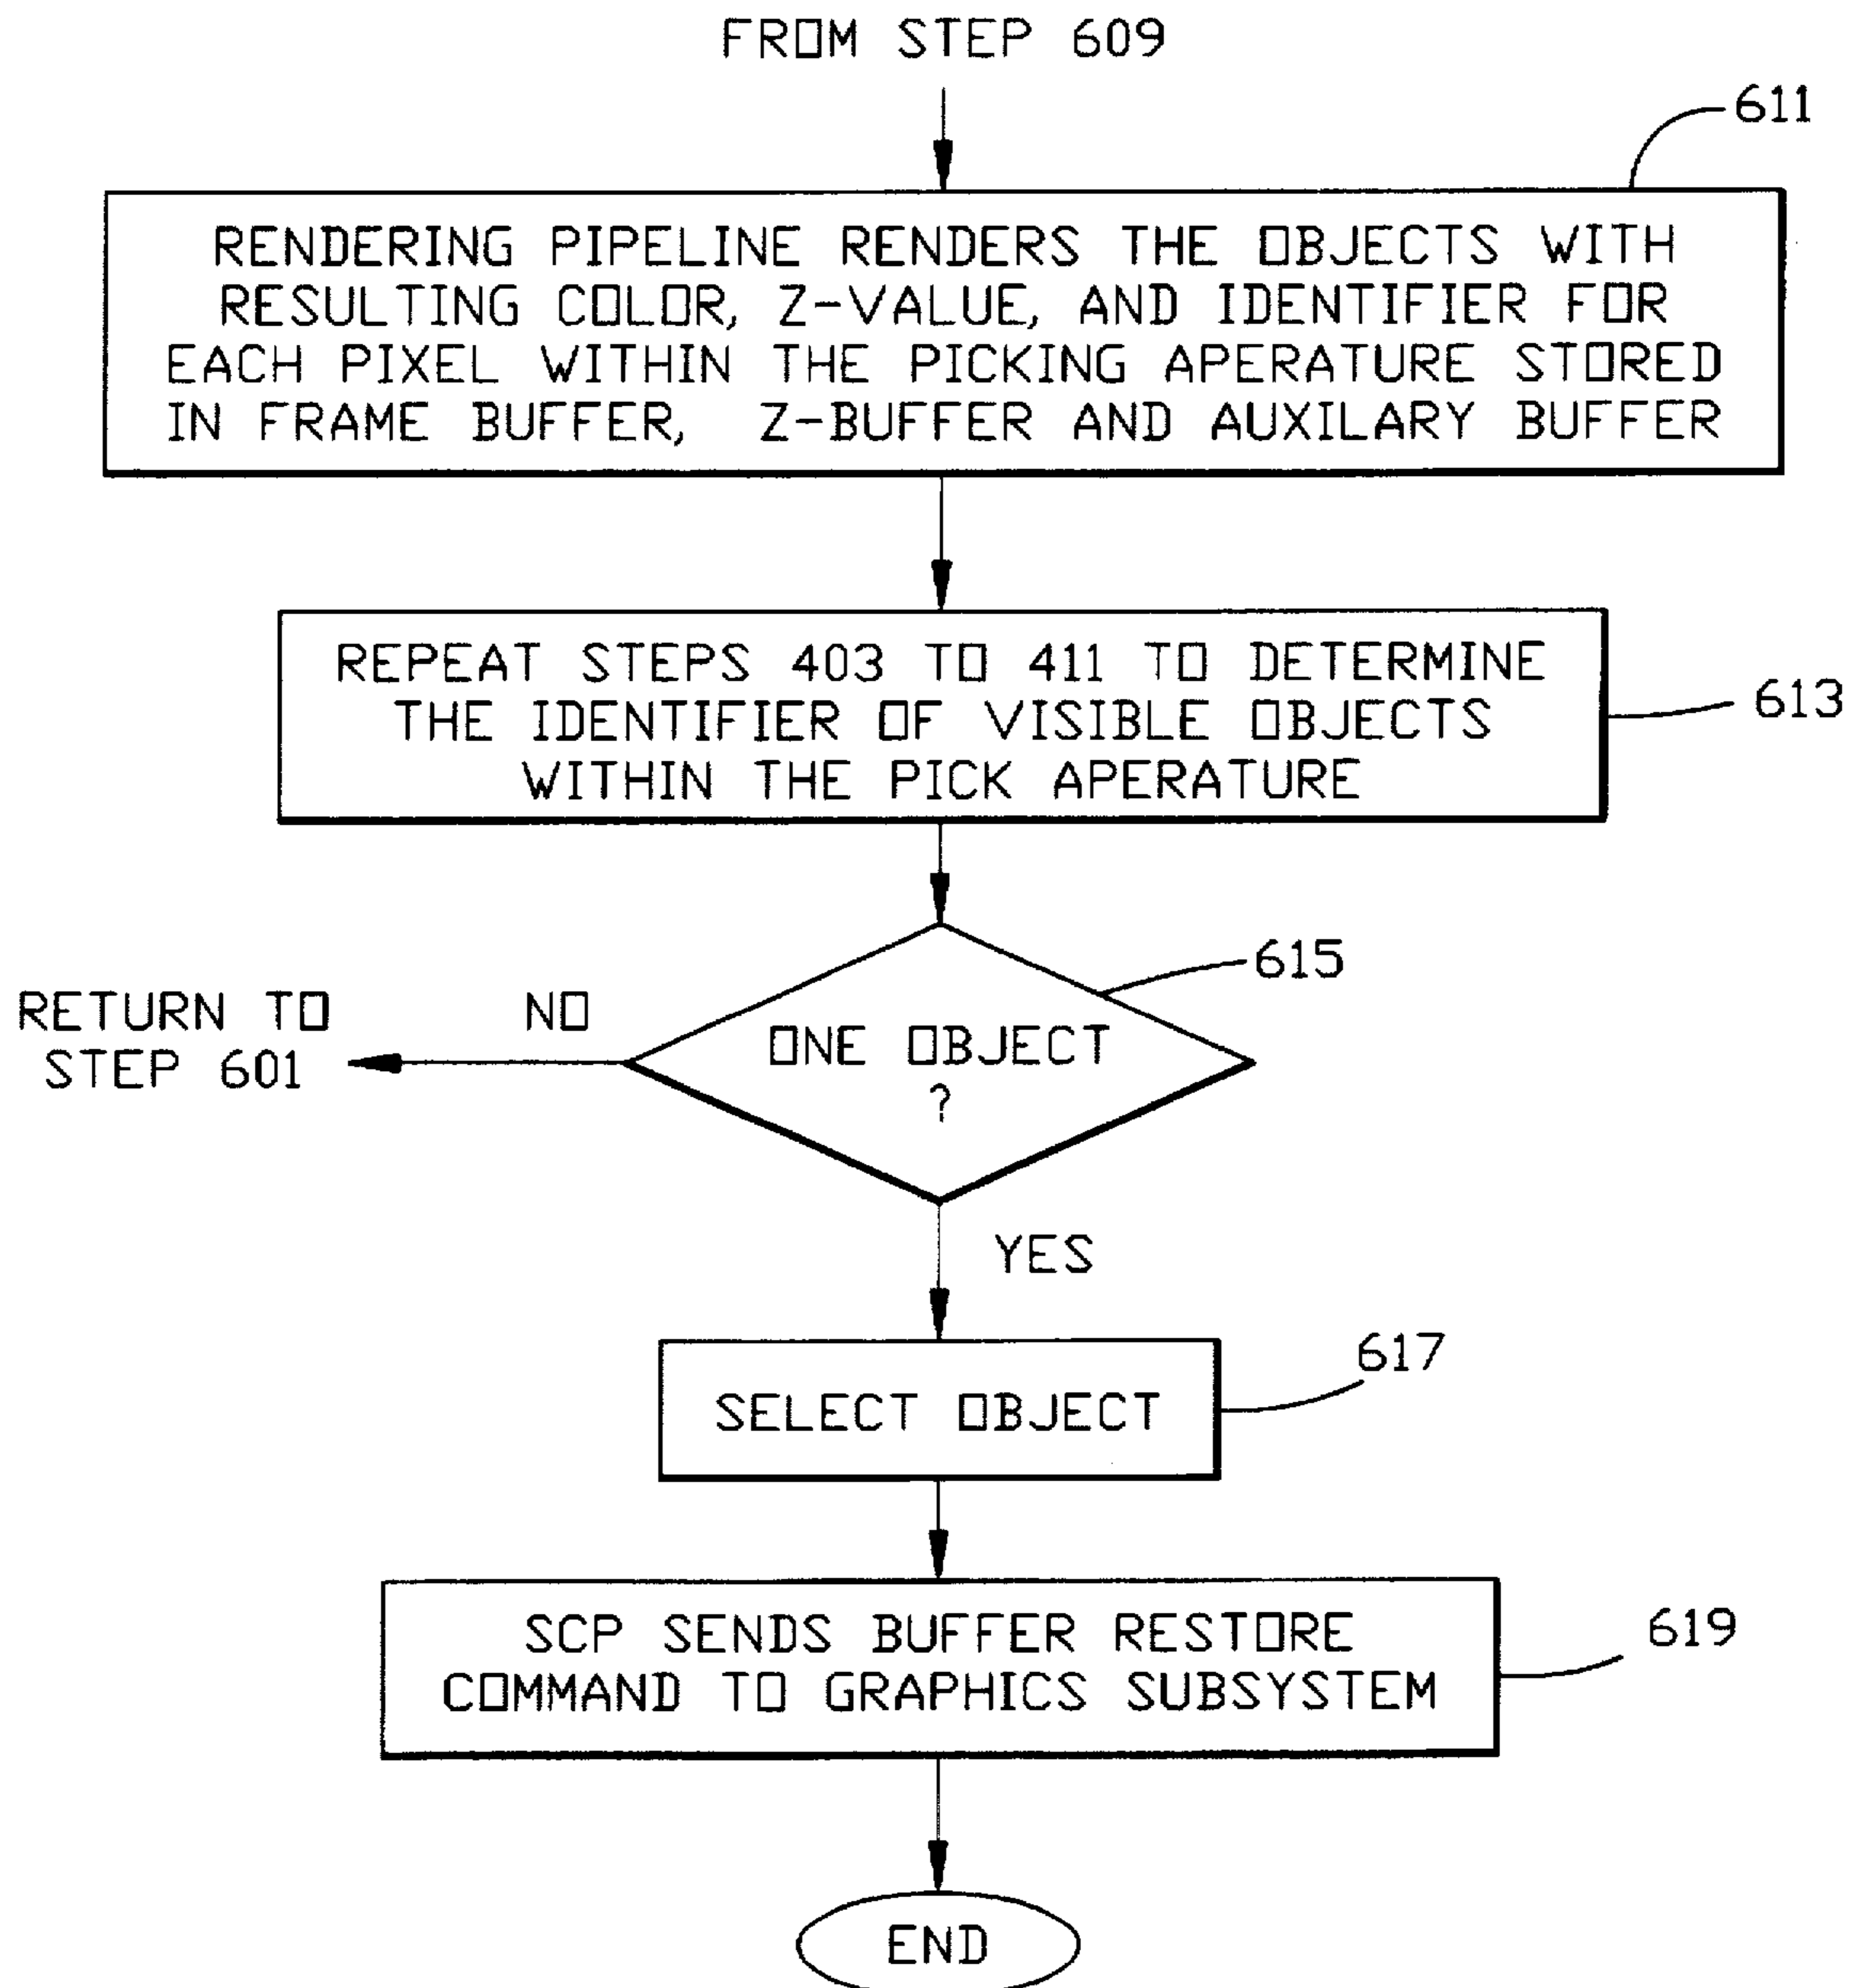 FROM STEP 609
611
RENDERING PIPELINE RENDERS THE OBJECTS WITH
RESULTING COLOR, Z-VALUE, AND IDENTIFIER FOR
EACH PIXEL WITHIN THE PICKING APERATURE STORED
IN FRAME BUFFER, Z-BUFFER AND AUXILARY BUFFER
REPEAT STEPS 403 TO 411 TO DETERMINE
THE IDENTIFIER OF VISIBLE OBJECTS
WITHIN THE PICK APERATURE
613
615
ONE OBJECT
?
NO
RETURN TO
STEP 601
YES
617
SELECT OBJECT
SCP SENDS BUFFER RESTORE
COMMAND TO GRAPHICS SUBSYSTEM
619
END